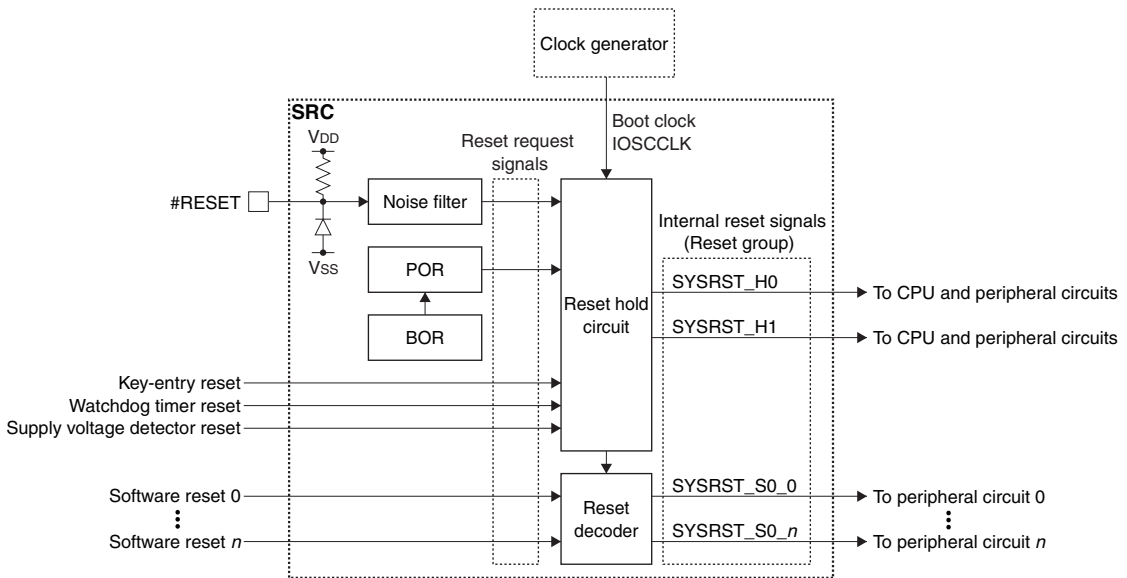 Clock generator
SRC
Boot clock
IOSCCLK
VDD
Reset request
signals
#RESET
Noise filter
Internal reset signals
(Reset group)
VSS
POR
SYSRST_H0
To CPU and peripheral circuits
Reset hold
circuit
BOR
SYSRST_H1
To CPU and peripheral circuits
Key-entry reset
Watchdog timer reset
Supply voltage detector reset
Software reset 0
Reset
decoder
SYSRST_S0_0
To peripheral circuit 0
Software reset n
SYSRST_S0_n
To peripheral circuit n